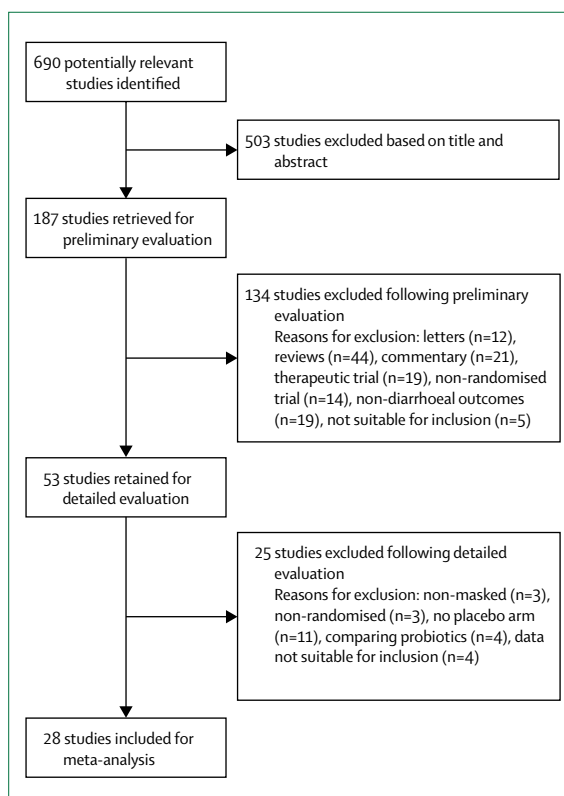 690 potentially relevant
studies identified
503 studies excluded based on title and
abstract
187 studies retrieved for
preliminary evaluation
134 studies excluded following preliminary
evaluation
Reasons for exclusion: letters (n=12),
reviews (n=44), commentary (n=21),
therapeutic trial (n=19), non-randomised
trial (n=14), non-diarrhoeal outcomes
(n=19), not suitable for inclusion (n=5)
53 studies retained for
detailed evaluation
25 studies excluded following detailed
evaluation
Reasons for exclusion: non-masked (n=3),
non-randomised (n=3), no placebo arm
(n=11), comparing probiotics (n=4), data
not suitable for inclusion (n=4)
28 studies included for
meta-analysis